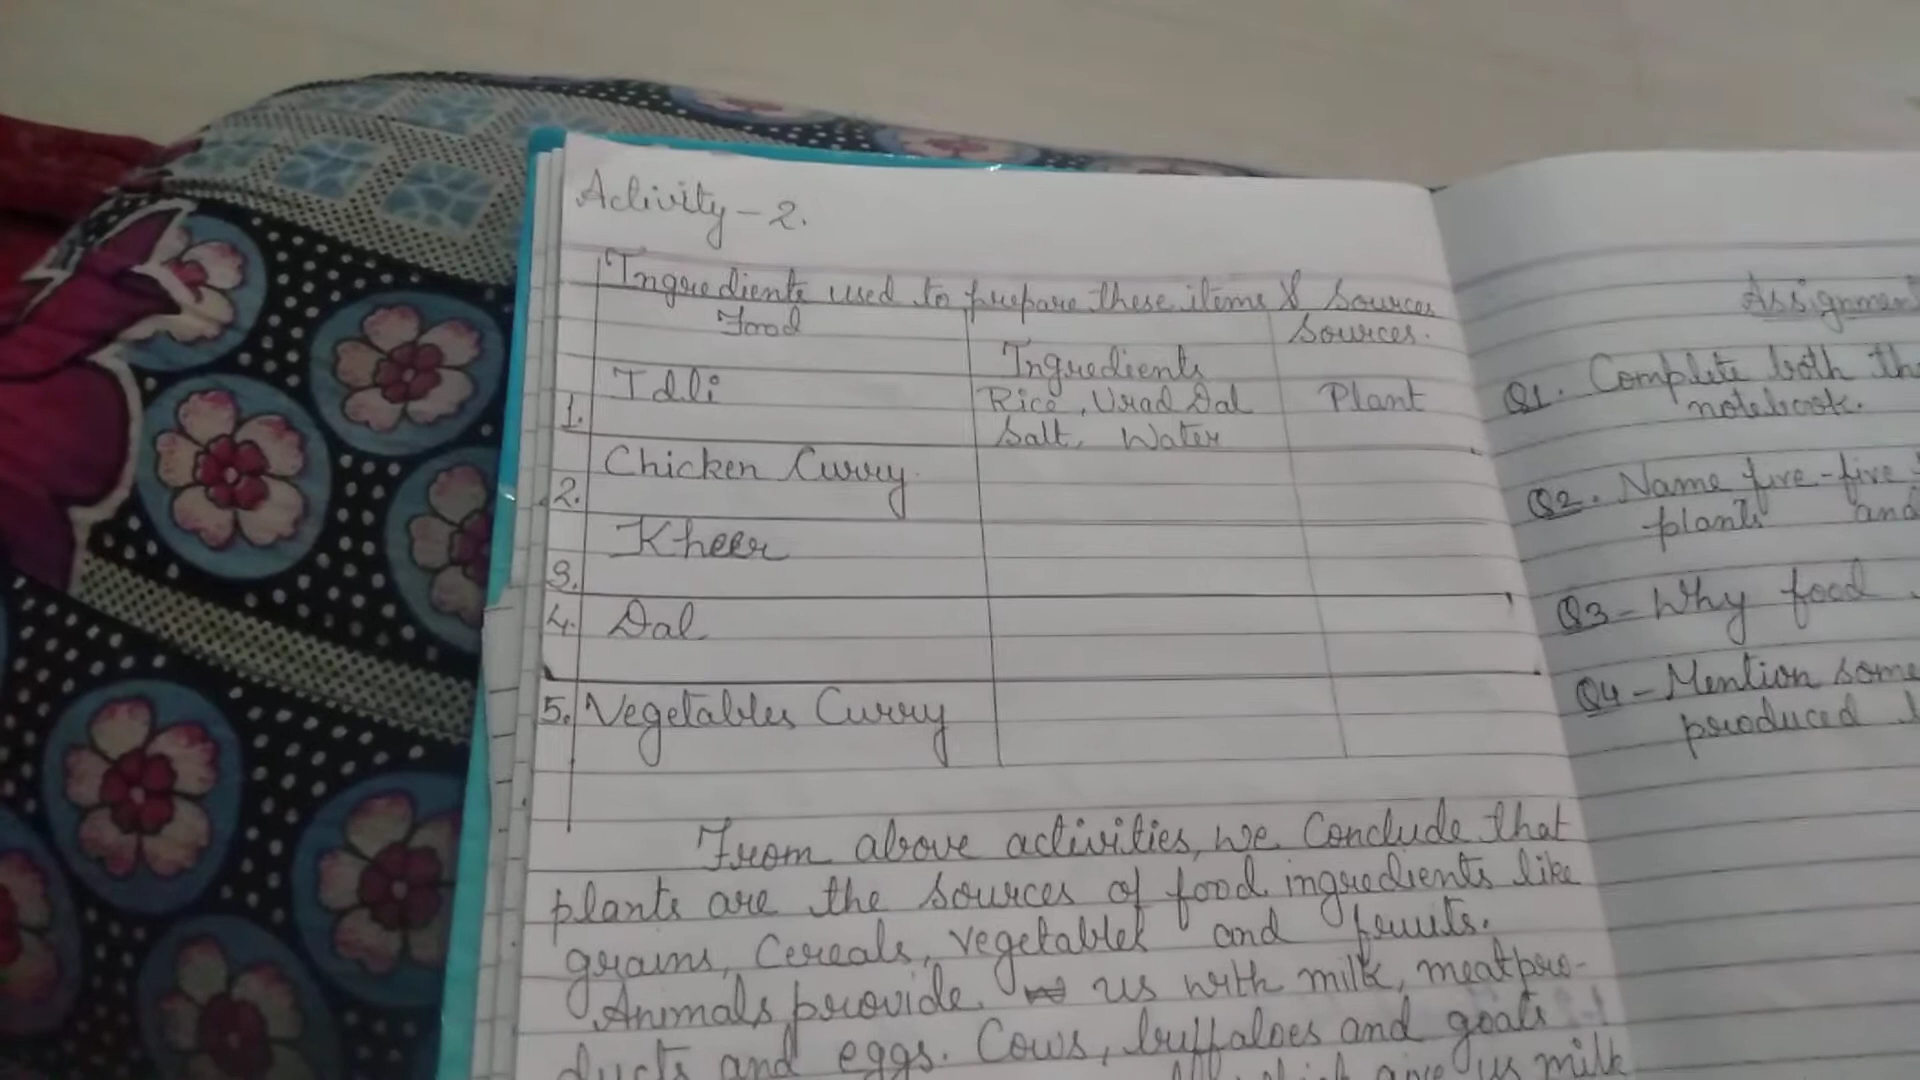 Activity - 2.
Ingredients used to prepare these items & Sources
Food Ingredients Sources.
1. Idli Rice, Urad Dal Plant
Salt, Water
2. Chicken Curry.
3. Kheer
4. Dal
5. Vegetables Curry
From above activities, we Conclude that
plants are the sources of food ingredients like
grains, Cereals, vegetables and fruits.
Animals provide us with milk, meat pro-
ducts and eggs. Cows, buffaloes and goats
which give us milk
Assignment
Q1. Complete both the
notebook.
Q2. Name five-five
plants and
Q3 - Why food
Q4 - Mention some
produced